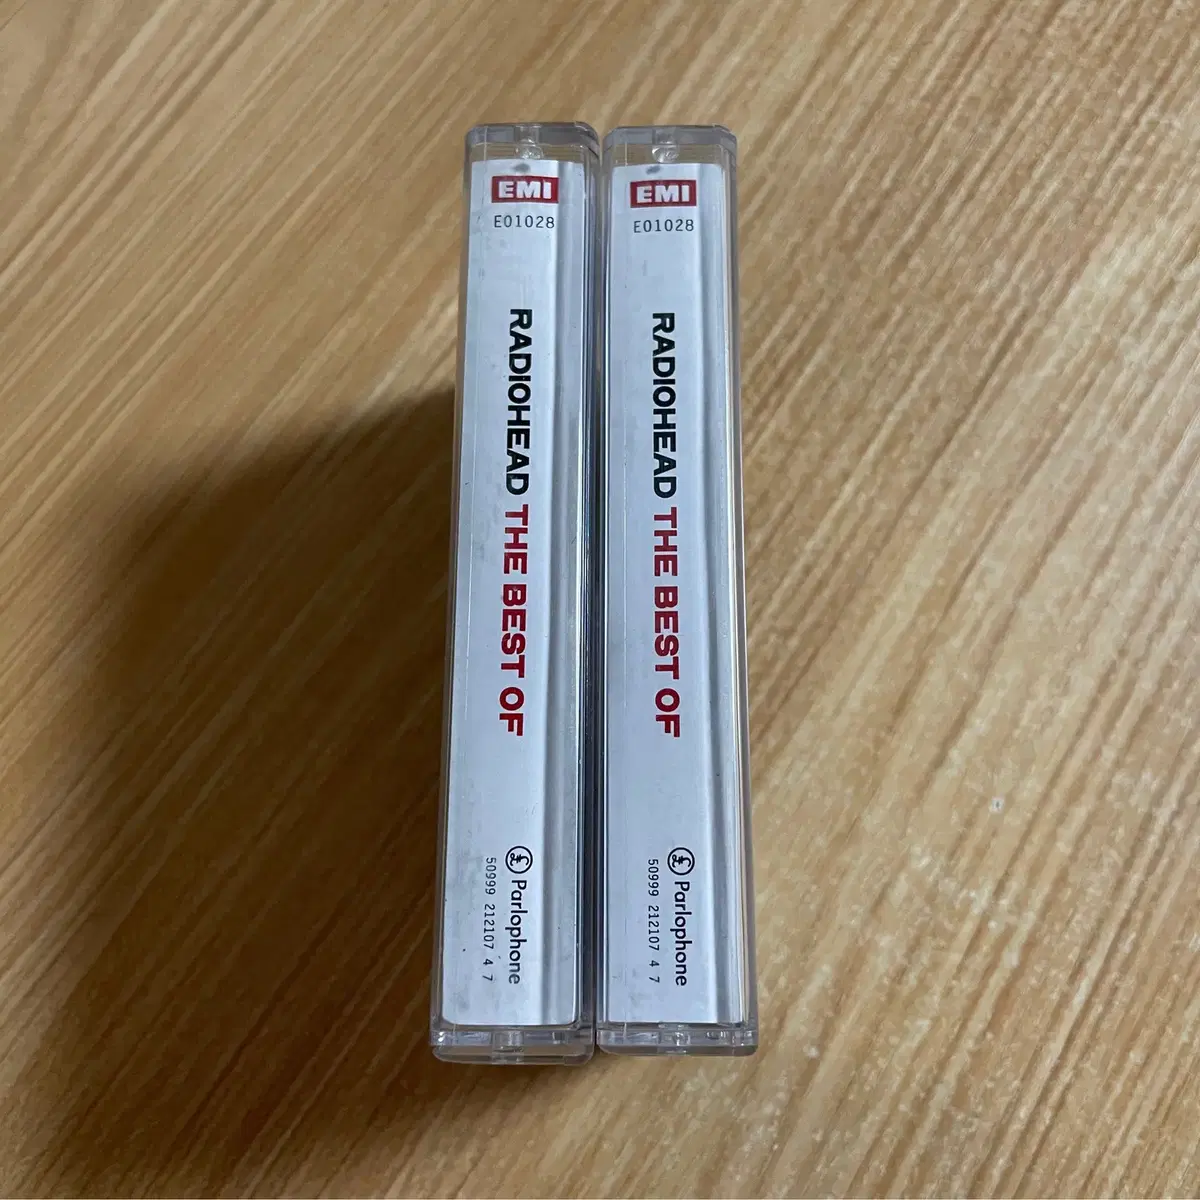 EMI
E01028
RADIOHEAD THE BEST OF
£ Parlophone
50999 212107 4 7
EMI
E01028
RADIOHEAD THE BEST OF
£ Parlophone
50999 212107 4 7